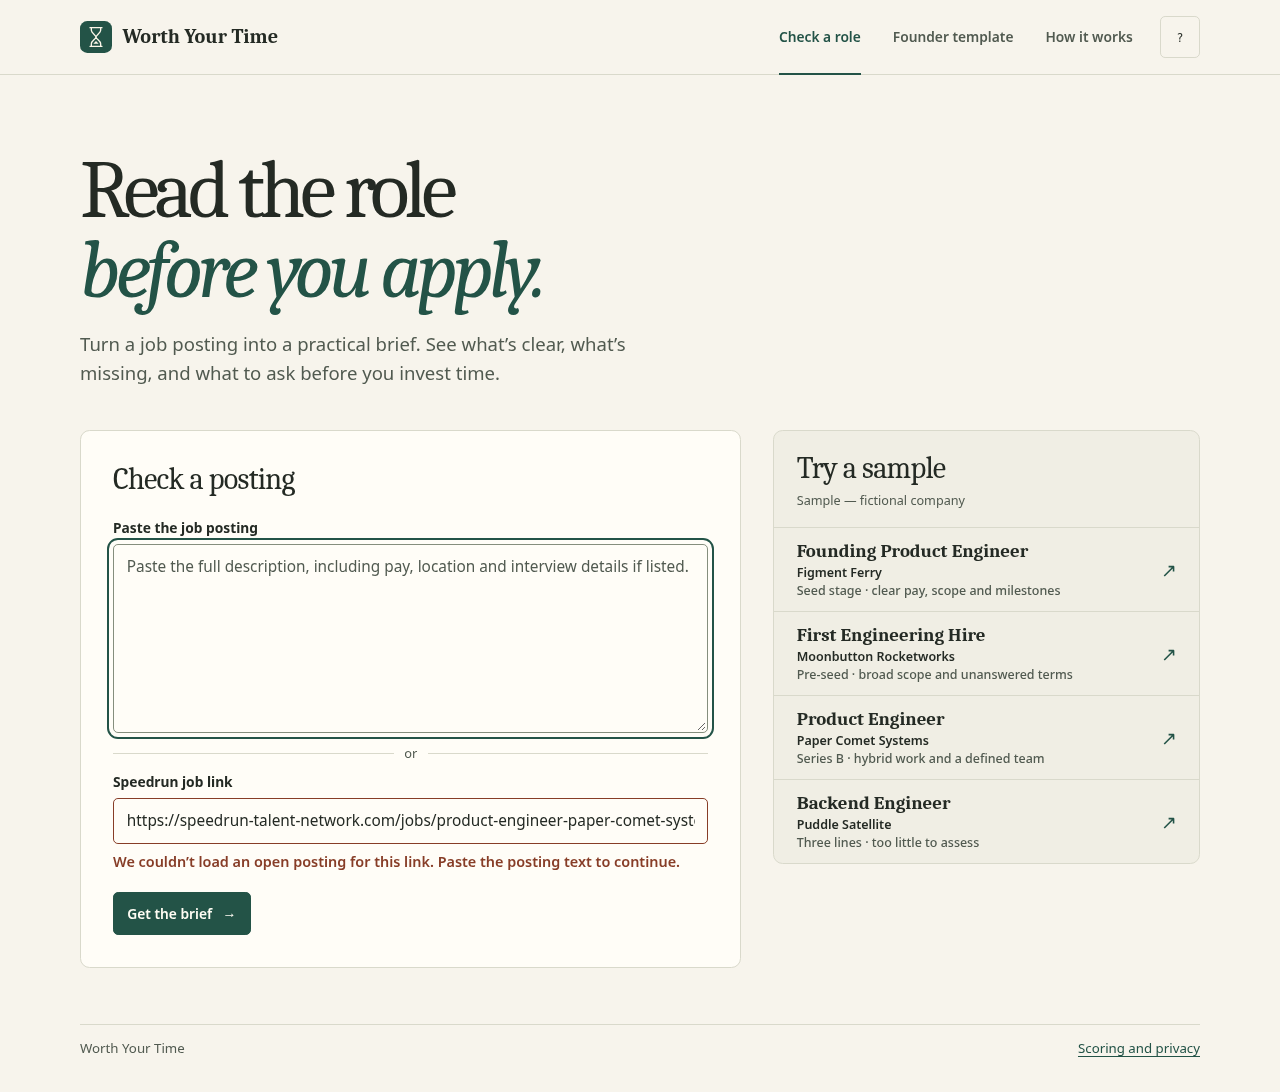 Worth Your Time
Check a role
Founder template
How it works
?
Read the role
before you apply.
Turn a job posting into a practical brief. See what’s clear, what’s
missing, and what to ask before you invest time.
Check a posting
Paste the job posting
Paste the full description, including pay, location and interview details if listed.
or
Speedrun job link
https://speedrun-talent-network.com/jobs/product-engineer-paper-comet-syst
We couldn’t load an open posting for this link. Paste the posting text to continue.
Get the brief →
Try a sample
Sample — fictional company
Founding Product Engineer
Figment Ferry
Seed stage · clear pay, scope and milestones
↗
First Engineering Hire
Moonbutton Rocketworks
Pre-seed · broad scope and unanswered terms
↗
Product Engineer
Paper Comet Systems
Series B · hybrid work and a defined team
↗
Backend Engineer
Puddle Satellite
Three lines · too little to assess
↗
Worth Your Time
Scoring and privacy